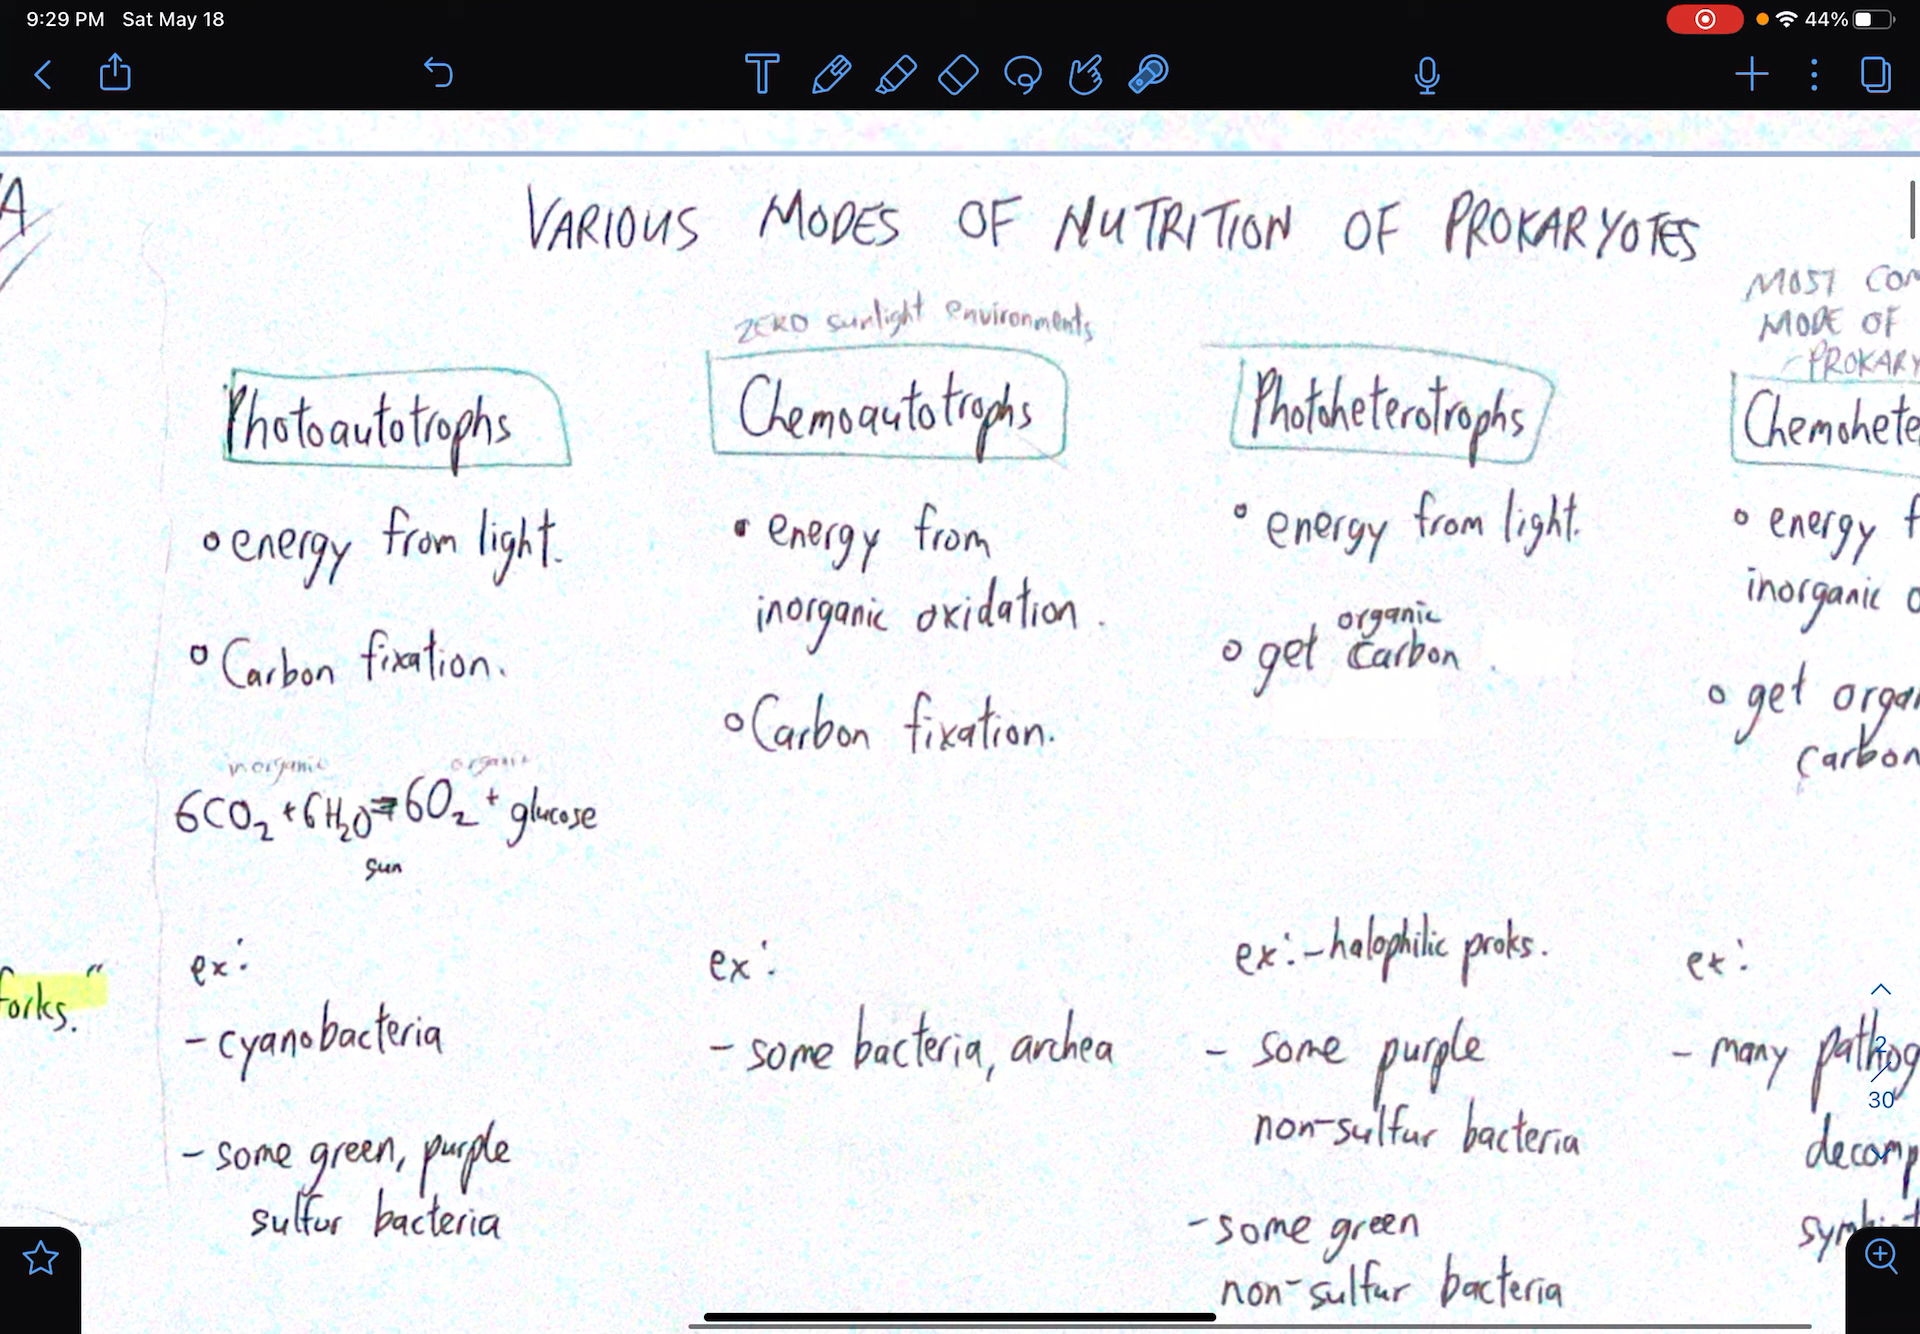 9:29 PM Sat May 18
44%
VARIOUS MODES OF NUTRITION OF PROKARYOTES
MOST COM
MODE OF
PROKARY
ZERO sunlight environments
Photoautotrophs
energy from light.
Carbon fixation.
inorganic organic
6CO2 + 6H2O ⇒ 6O2 + glucose
sun
ex:
- cyanobacteria
- some green, purple
sulfur bacteria
Chemoautotrophs
energy from
inorganic oxidation.
Carbon fixation.
ex:
- some bacteria, archea
Photoheterotrophs
energy from light.
organic
get carbon.
ex: - halophilic proks.
- some purple
non-sulfur bacteria
- some green
non-sulfur bacteria
Chemohete
energy f
inorganic o
get organ
carbon
ex:
- many pathog
decomp
forks."
2
30